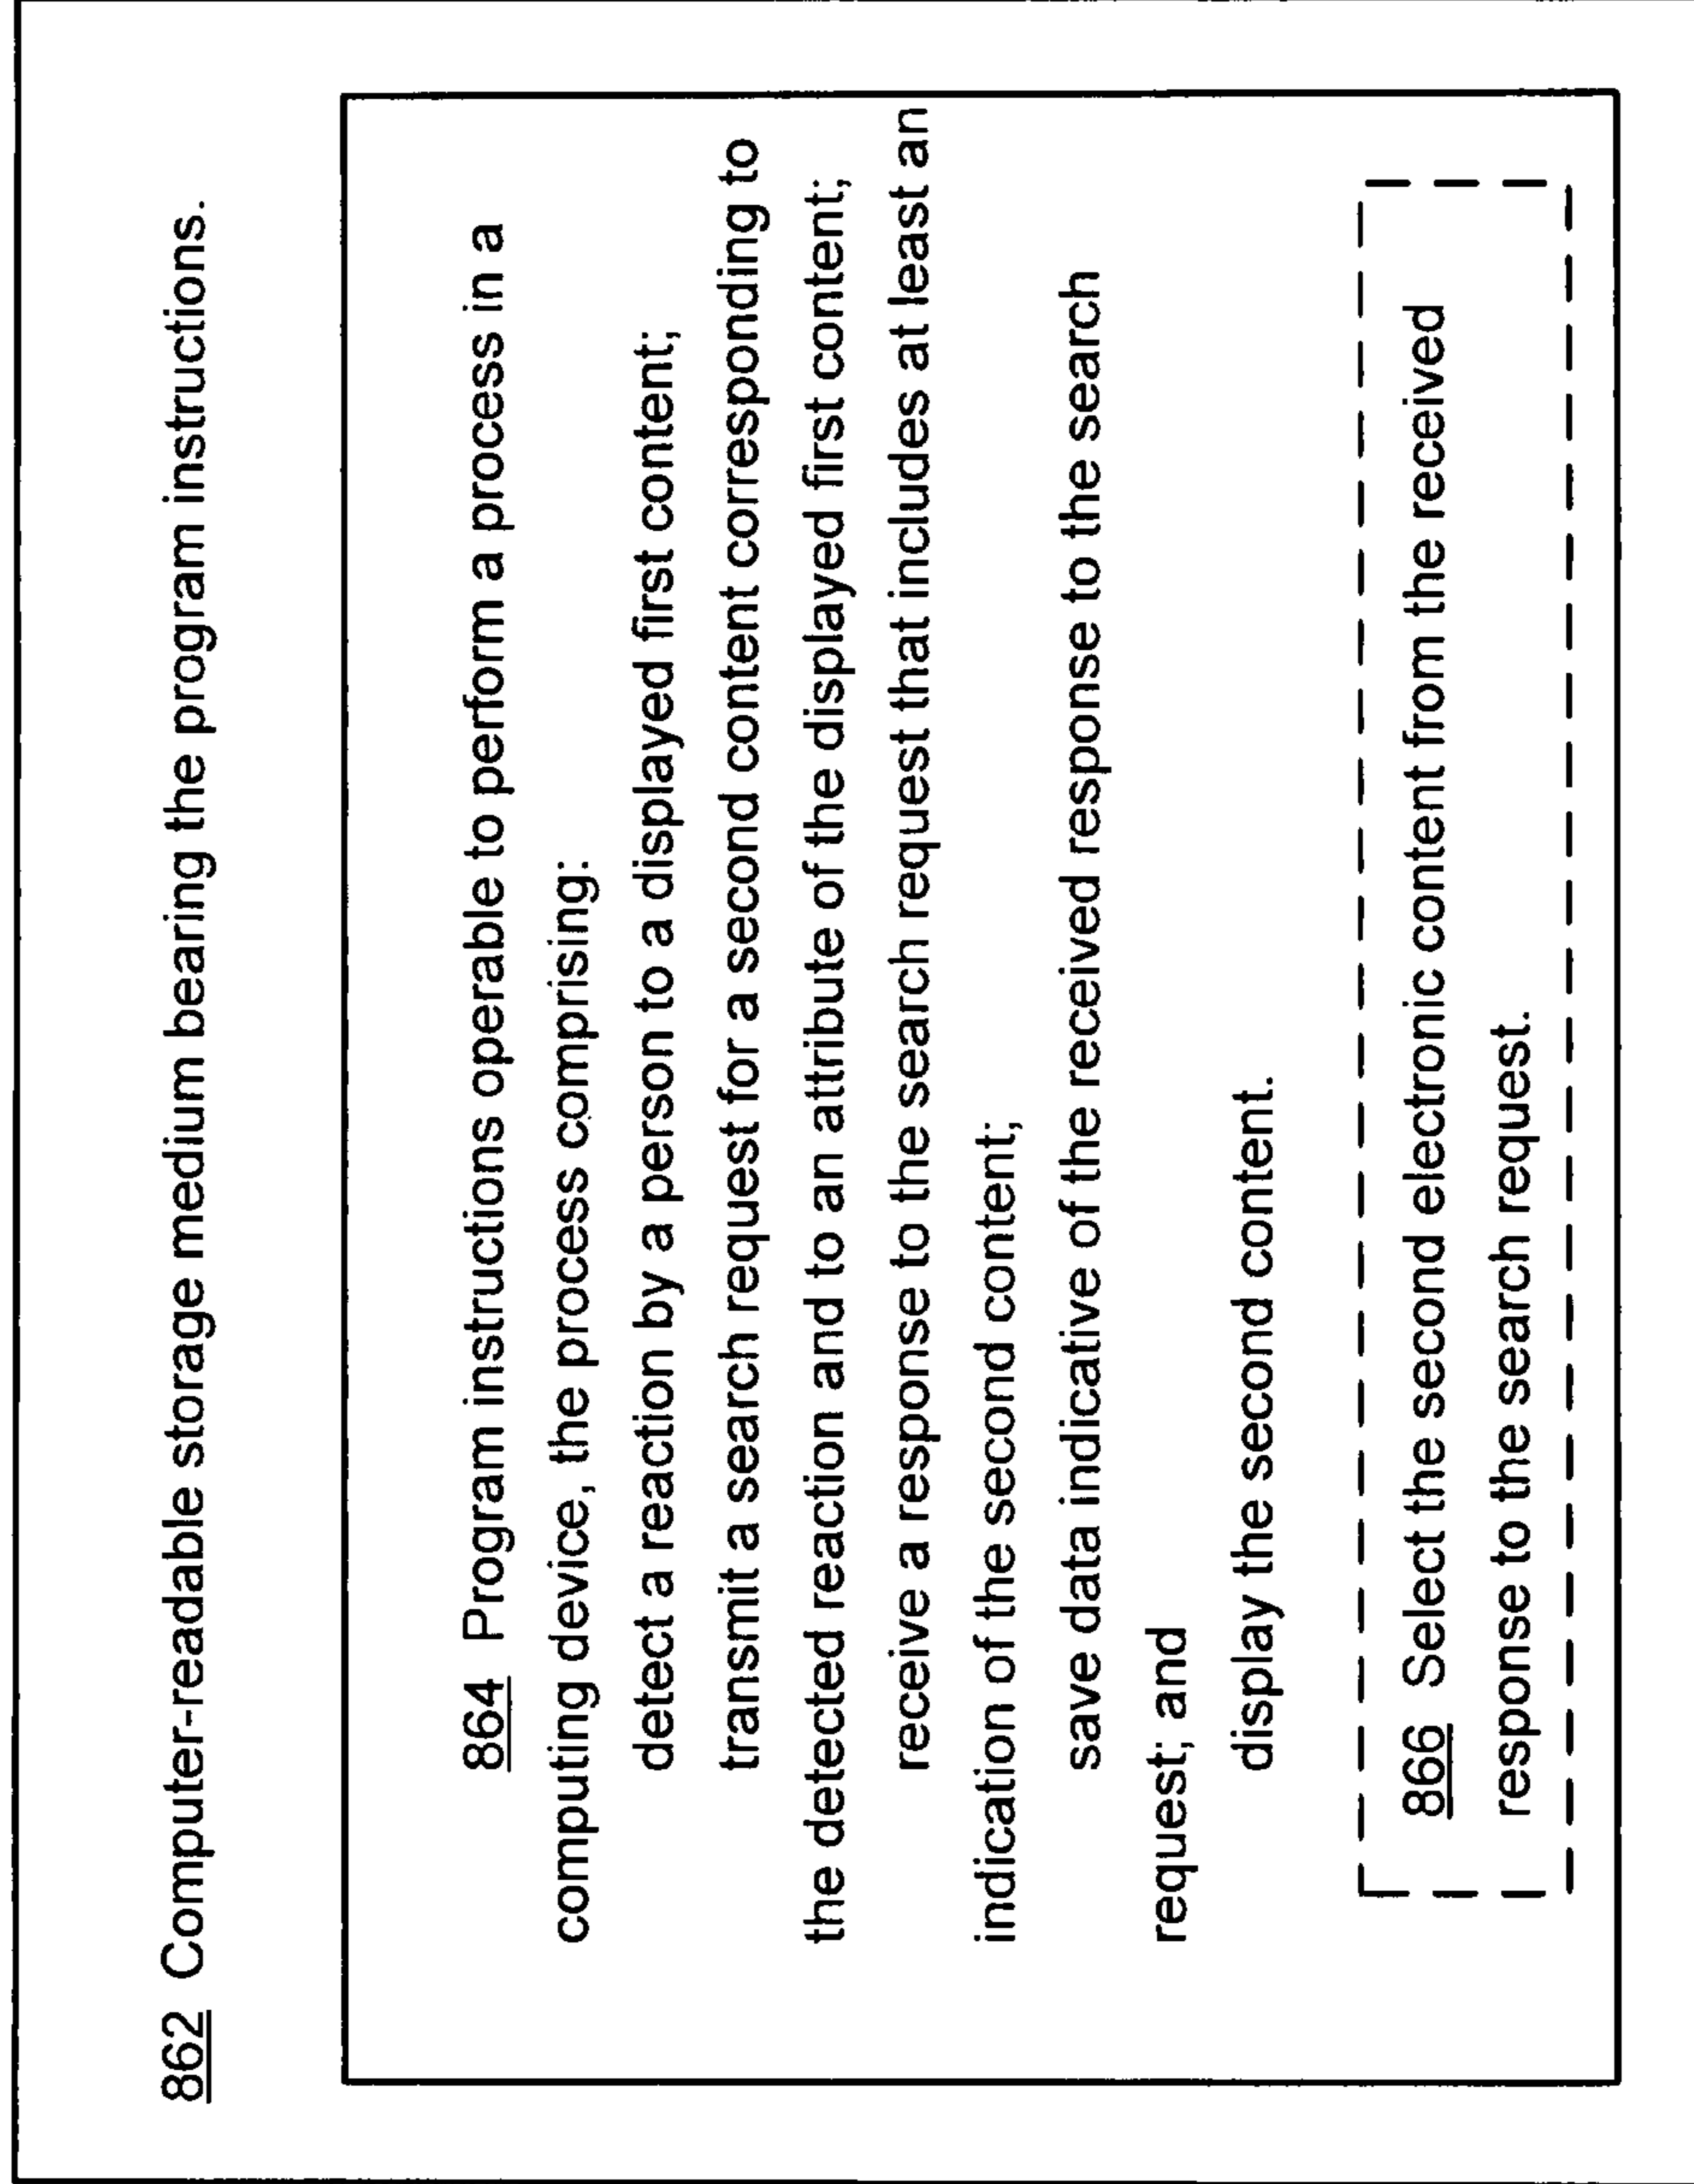 862 Computer-readable storage medium bearing the program instructions.
864 Program instructions operable to perform a process in a
computing device, the process comprising:
detect a reaction by a person to a displayed first content;
transmit a search request for a second content corresponding to
the detected reaction and to an attribute of the displayed first content;
receive a response to the search request that includes at least an
indication of the second content;
save data indicative of the received response to the search
request; and
display the second content.
866 Select the second electronic content from the received
response to the search request.